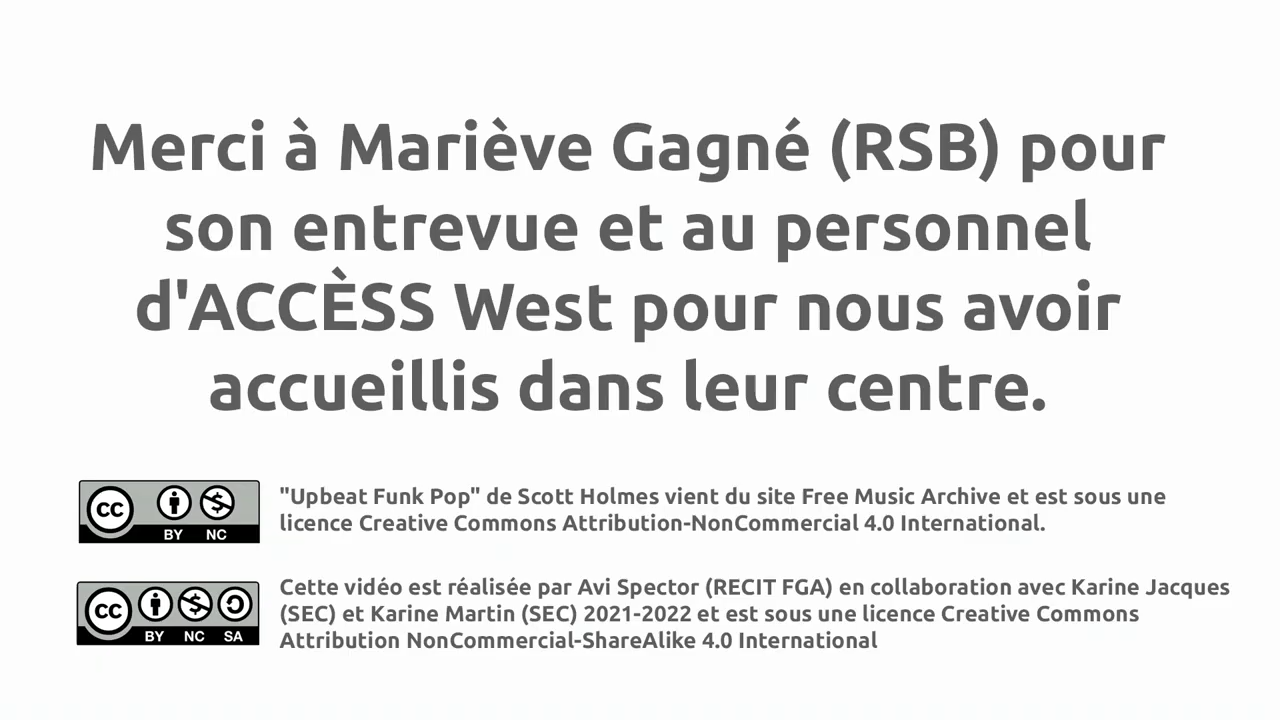 Merci à Mariève Gagné (RSB) pour
son entrevue et au personnel
d'ACCÈSS West pour nous avoir
accueillis dans leur centre.
CC BY NC
"Upbeat Funk Pop" de Scott Holmes vient du site Free Music Archive et est sous une
licence Creative Commons Attribution-NonCommercial 4.0 International.
CC BY NC SA
Cette vidéo est réalisée par Avi Spector (RECIT FGA) en collaboration avec Karine Jacques
(SEC) et Karine Martin (SEC) 2021-2022 et est sous une licence Creative Commons
Attribution NonCommercial-ShareAlike 4.0 International